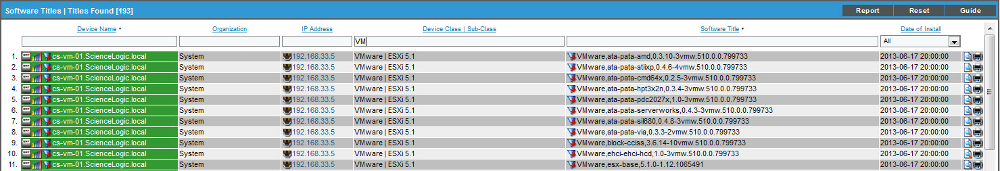 Software Titles | Titles Found [193] Report Reset Guide
Device Name Organization IP Address Device Class | Sub-Class Software Title Date of Install
VM All
1. cs-vm-01.ScienceLogic.local System 192.168.33.5 VMware | ESXi 5.1 VMware,ata-pata-amd,0.3.10-3vmw.510.0.0.799733 2013-06-17 20:00:00
2. cs-vm-01.ScienceLogic.local System 192.168.33.5 VMware | ESXi 5.1 VMware,ata-pata-atiixp,0.4.6-4vmw.510.0.0.799733 2013-06-17 20:00:00
3. cs-vm-01.ScienceLogic.local System 192.168.33.5 VMware | ESXi 5.1 VMware,ata-pata-cmd64x,0.2.5-3vmw.510.0.0.799733 2013-06-17 20:00:00
4. cs-vm-01.ScienceLogic.local System 192.168.33.5 VMware | ESXi 5.1 VMware,ata-pata-hpt3x2n,0.3.4-3vmw.510.0.0.799733 2013-06-17 20:00:00
5. cs-vm-01.ScienceLogic.local System 192.168.33.5 VMware | ESXi 5.1 VMware,ata-pata-pdc2027x,1.0-3vmw.510.0.0.799733 2013-06-17 20:00:00
6. cs-vm-01.ScienceLogic.local System 192.168.33.5 VMware | ESXi 5.1 VMware,ata-pata-serverworks,0.4.3-3vmw.510.0.0.799733 2013-06-17 20:00:00
7. cs-vm-01.ScienceLogic.local System 192.168.33.5 VMware | ESXi 5.1 VMware,ata-pata-sil680,0.4.8-3vmw.510.0.0.799733 2013-06-17 20:00:00
8. cs-vm-01.ScienceLogic.local System 192.168.33.5 VMware | ESXi 5.1 VMware,ata-pata-via,0.3.3-2vmw.510.0.0.799733 2013-06-17 20:00:00
9. cs-vm-01.ScienceLogic.local System 192.168.33.5 VMware | ESXi 5.1 VMware,block-cciss,3.6.14-10vmw.510.0.0.799733 2013-06-17 20:00:00
10. cs-vm-01.ScienceLogic.local System 192.168.33.5 VMware | ESXi 5.1 VMware,ehci-ehci-hcd,1.0-3vmw.510.0.0.799733 2013-06-17 20:00:00
11. cs-vm-01.ScienceLogic.local System 192.168.33.5 VMware | ESXi 5.1 VMware,esx-base,5.1.0-1.12.1065491 2013-06-17 20:00:00